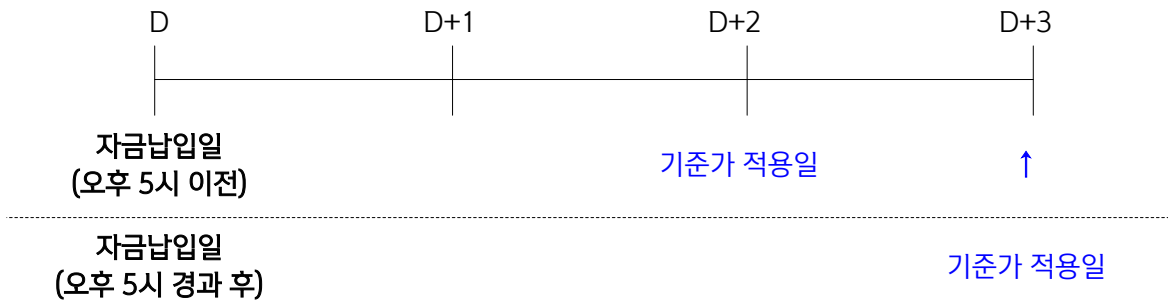 D D+1 D+2 D+3
자금납입일
(오후 5시 이전)
기준가 적용일 ↑
자금납입일
(오후 5시 경과 후)
기준가 적용일